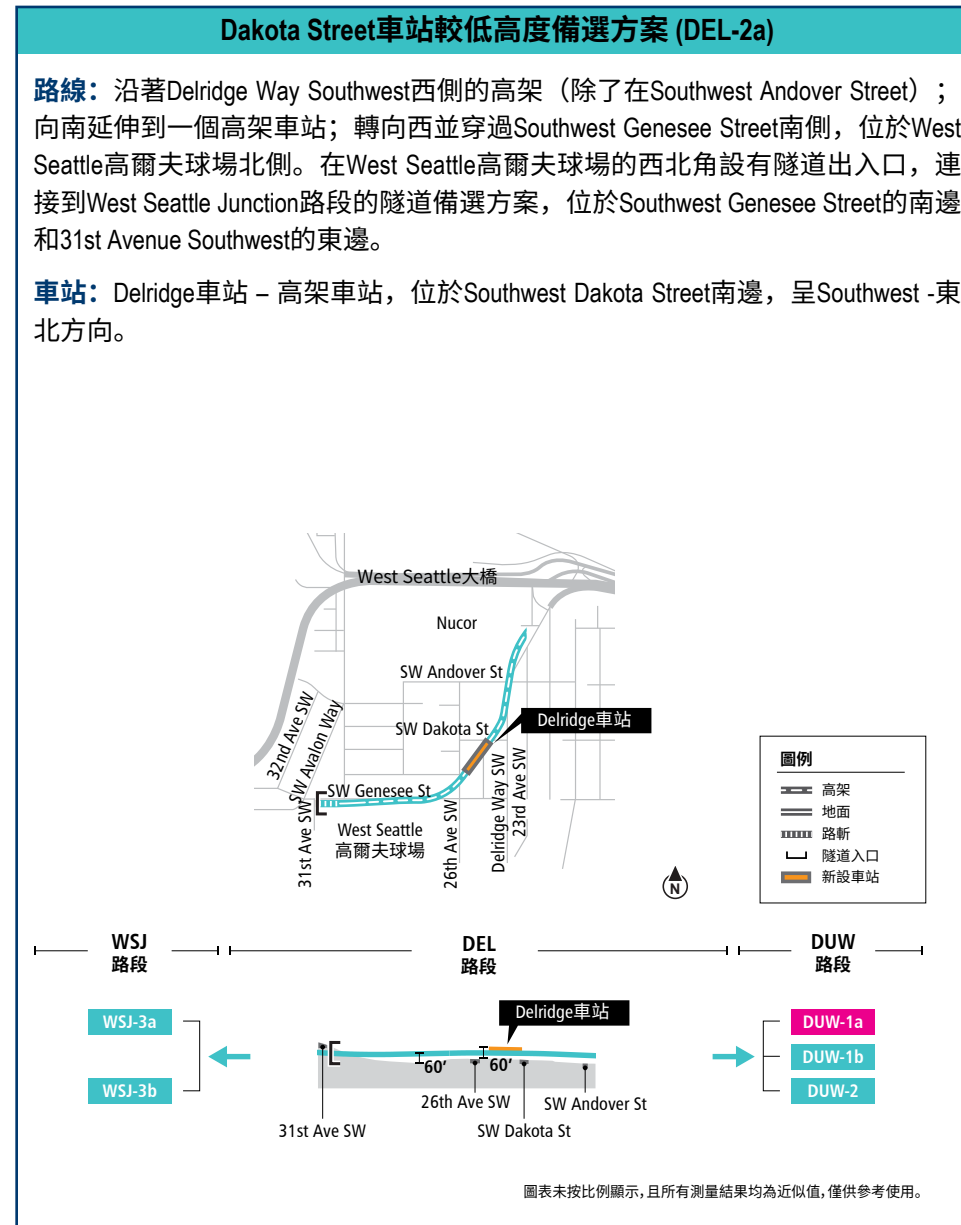 Dakota Street車站較低高度備選方案 (DEL-2a)
路線：沿著Delridge Way Southwest西側的高架（除了在Southwest Andover Street）；
向南延伸到一個高架車站；轉向西並穿過Southwest Genesee Street南側，位於West
Seattle高爾夫球場北側。在West Seattle高爾夫球場的西北角設有隧道出入口，連
接到West Seattle Junction路段的隧道備選方案，位於Southwest Genesee Street的南邊
和31st Avenue Southwest的東邊。
車站：Delridge車站 – 高架車站，位於Southwest Dakota Street南邊，呈Southwest -東
北方向。
West Seattle大橋
Nucor
SW Andover St
SW Dakota St
Delridge車站
32nd Ave SW
SW Avalon Way
SW Genesee St
31st Ave SW
West Seattle
高爾夫球場
26th Ave SW
Delridge Way SW
23rd Ave SW
N
圖例
高架
地面
路斬
隧道入口
新設車站
WSJ
路段
DEL
路段
DUW
路段
WSJ-3a
WSJ-3b
Delridge車站
60’
60’
26th Ave SW
SW Andover St
31st Ave SW
SW Dakota St
DUW-1a
DUW-1b
DUW-2
圖表未按比例顯示，且所有測量結果均為近似值，僅供參考使用。